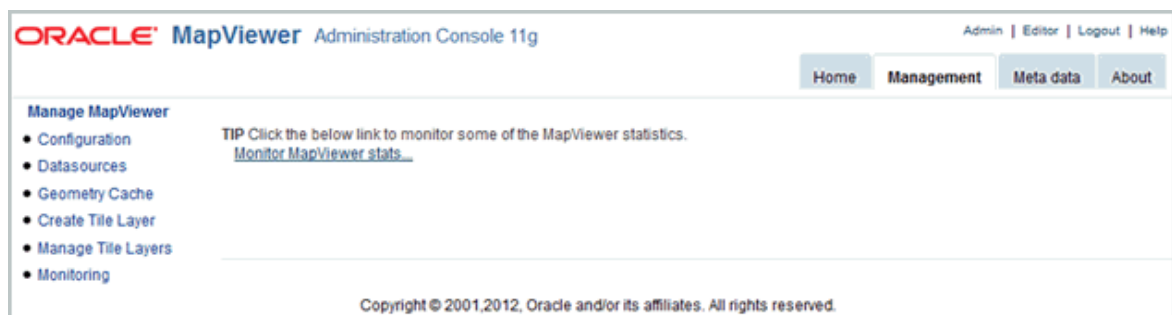 ORACLE MapViewer Administration Console 11g
Admin | Editor | Logout | Help
Home Management Meta data About
Manage MapViewer
• Configuration
• Datasources
• Geometry Cache
• Create Tile Layer
• Manage Tile Layers
• Monitoring
TIP Click the below link to monitor some of the MapViewer statistics.
Monitor MapViewer stats...
Copyright © 2001,2012, Oracle and/or its affiliates. All rights reserved.